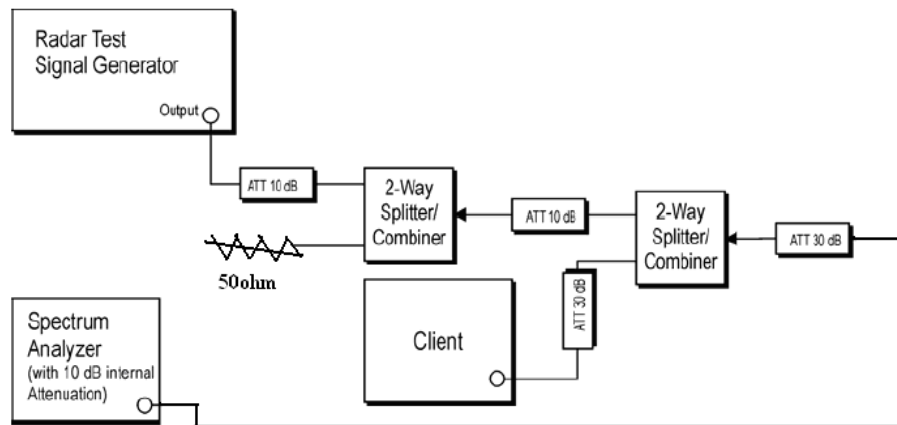 Radar Test
Signal Generator
Output
ATT 10 dB
2-Way
Splitter/
Combiner
ATT 10 dB
2-Way
Splitter/
Combiner
ATT 30 dB
50ohm
ATT 30 dB
Client
Spectrum
Analyzer
(with 10 dB internal
Attenuation)